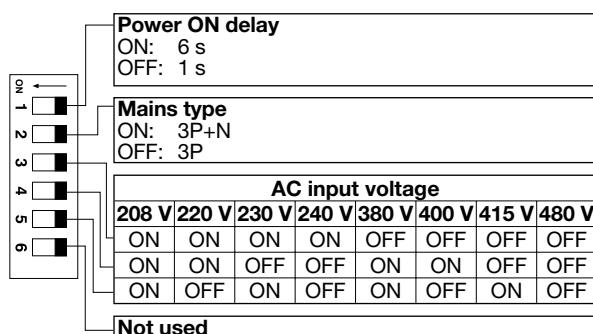 Power ON delay
ON: 6 s
OFF: 1 s
ON
1
2
3
4
5
6
Mains type
ON: 3P+N
OFF: 3P
AC input voltage
208 V 220 V 230 V 240 V 380 V 400 V 415 V 480 V
ON ON ON ON OFF OFF OFF OFF
ON ON OFF OFF ON ON OFF OFF
ON OFF ON OFF ON OFF ON OFF
Not used